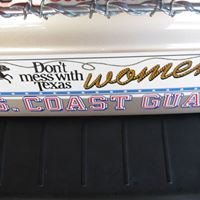 Don't
mess with women
Texas
S. COAST GUA